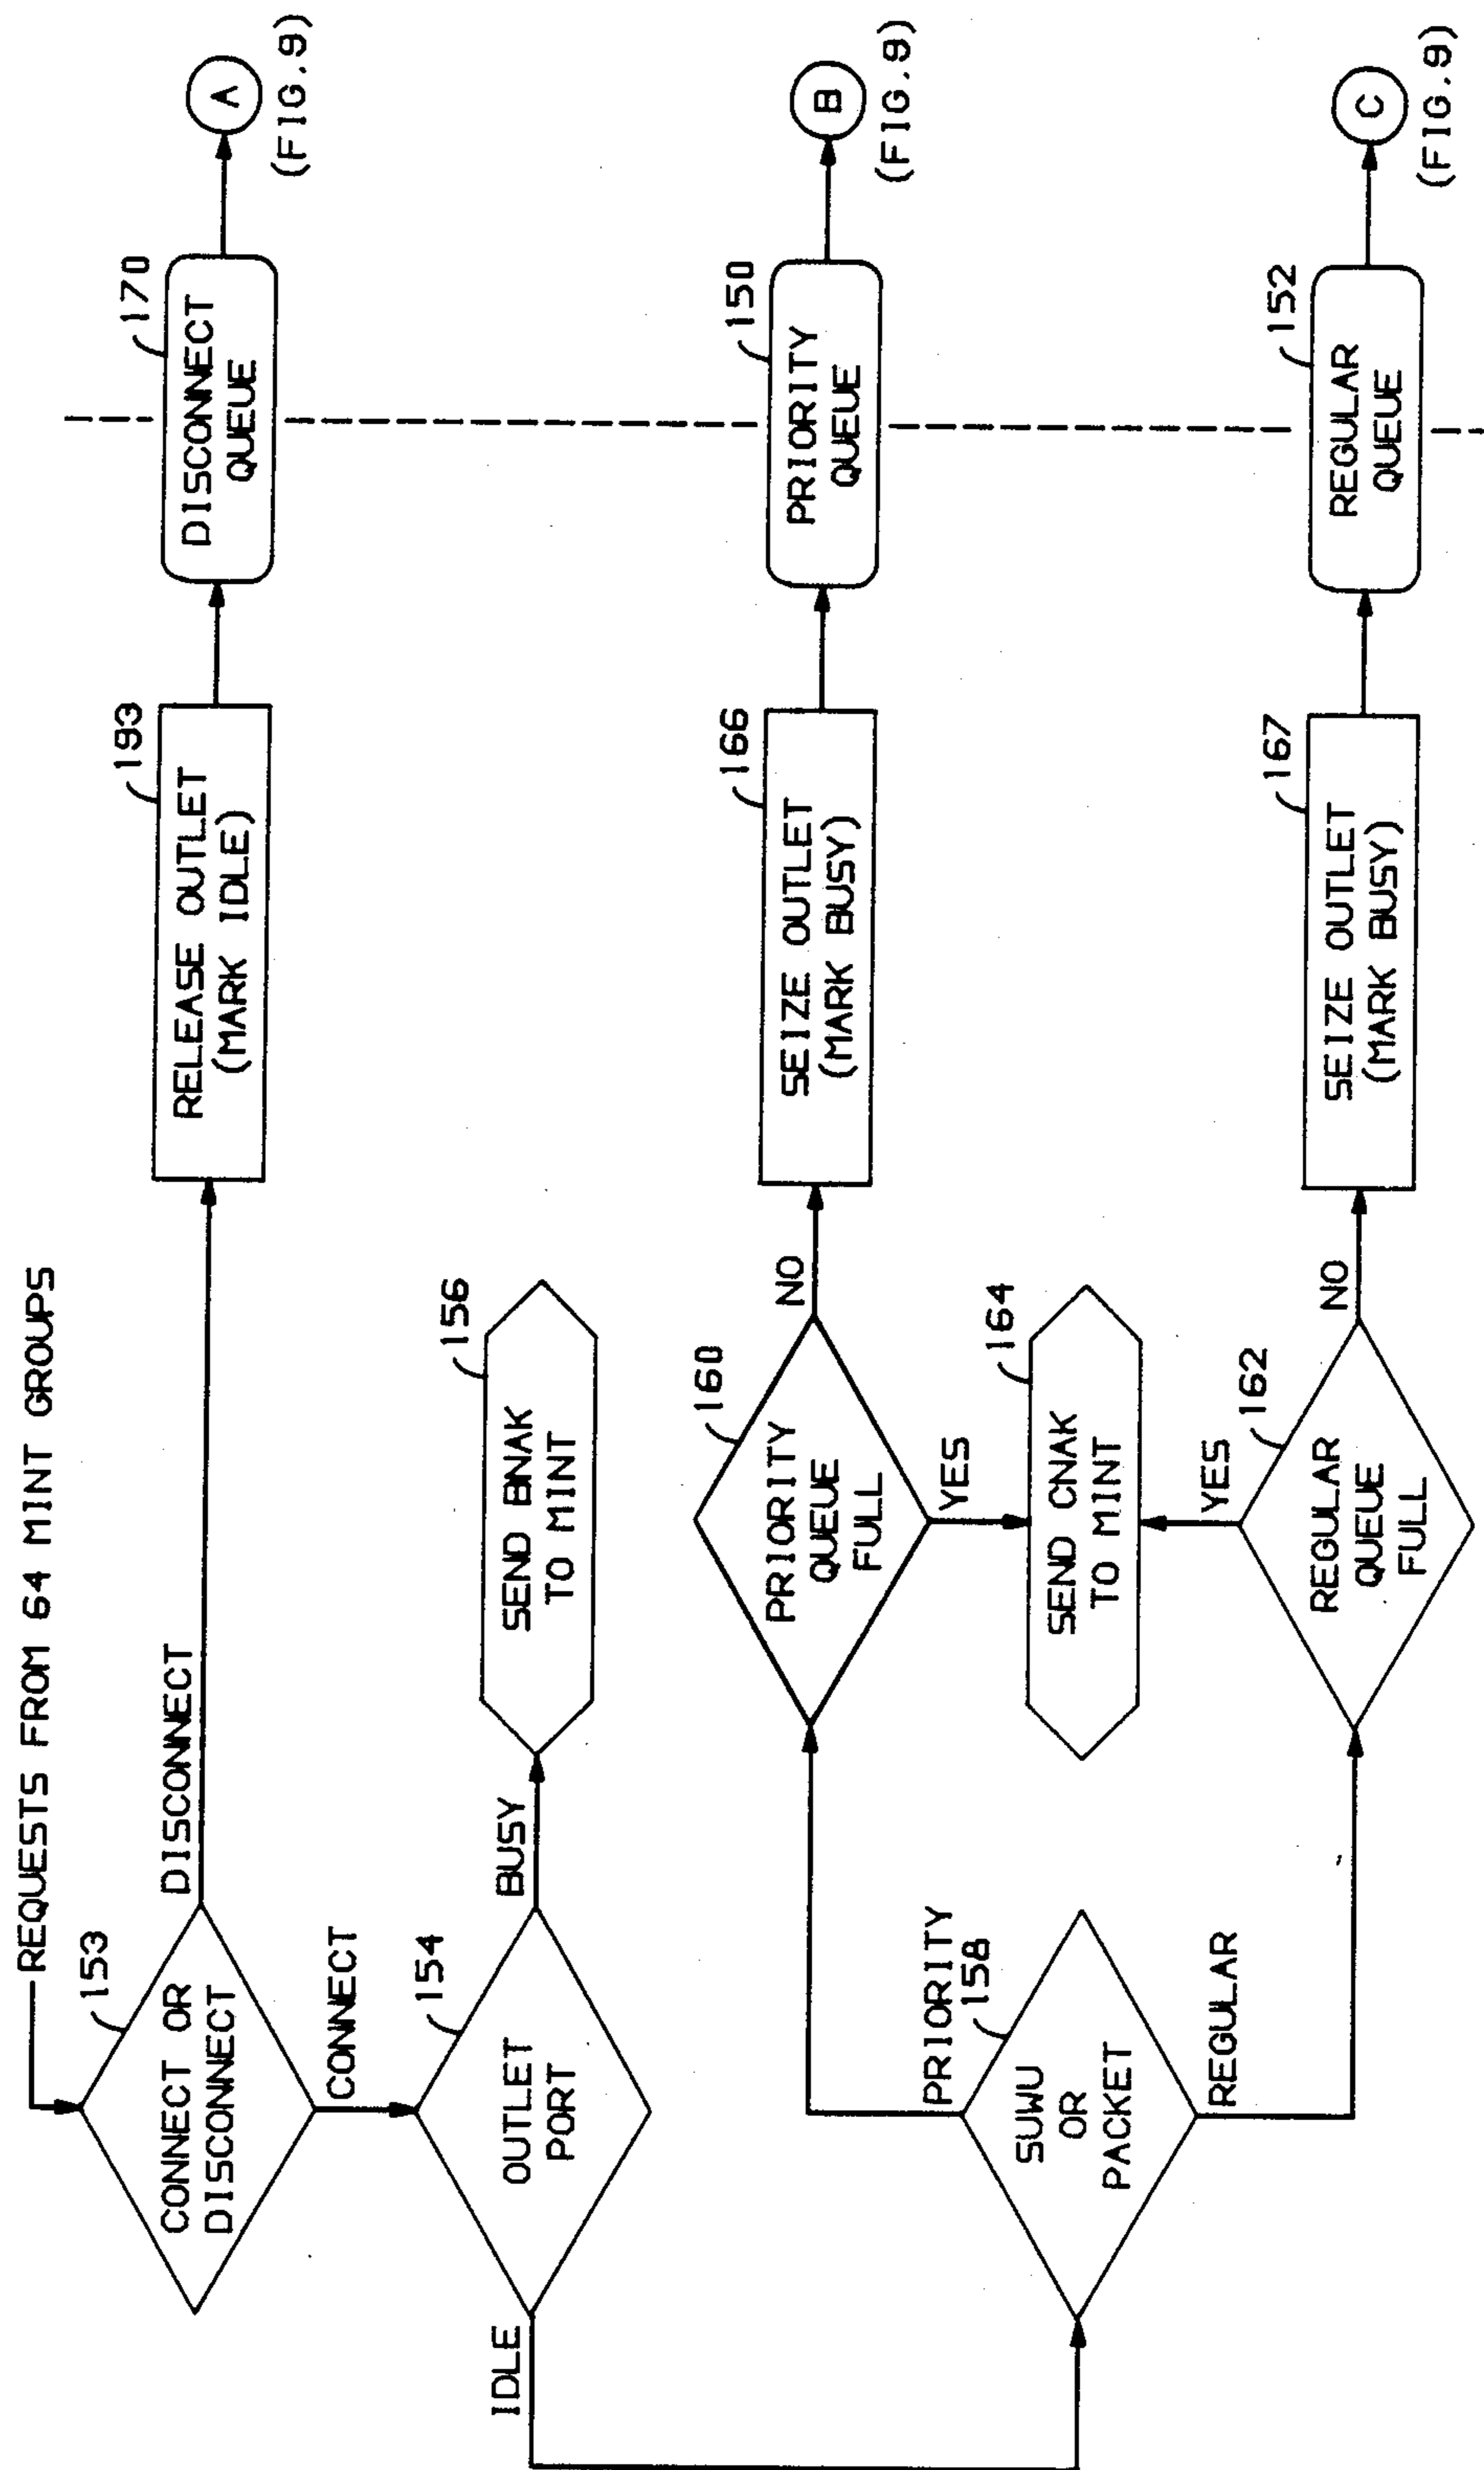 REQUESTS FROM 64 MINT GROUPS
153
CONNECT OR
DISCONNECT
DISCONNECT
193
RELEASE OUTLET
(MARK IDLE)
170
DISCONNECT
QUEUE
A
(FIG.9)
CONNECT
154
OUTLET
PORT
BUSY
156
SEND BNAK
TO MINT
IDLE
PRIORITY
158
SUWU
OR
PACKET
REGULAR
160
PRIORITY
QUEUE
FULL
NO
YES
166
SEIZE OUTLET
(MARK BUSY)
150
PRIORITY
QUEUE
B
(FIG.9)
164
SEND CNAK
TO MINT
YES
162
REGULAR
QUEUE
FULL
NO
167
SEIZE OUTLET
(MARK BUSY)
152
REGULAR
QUEUE
C
(FIG.9)